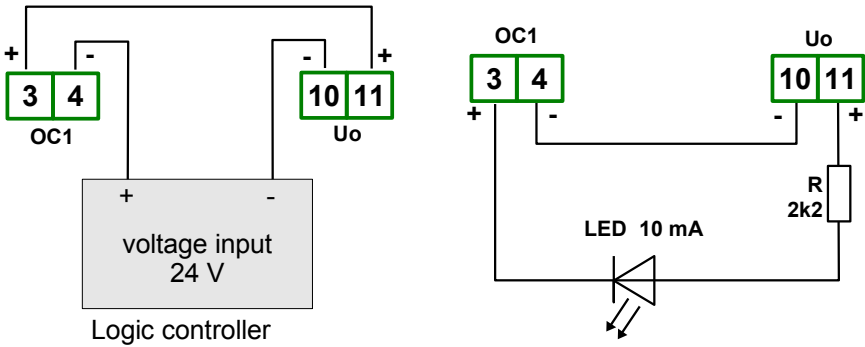 + - - +
3 4 10 11
OC1 Uo
+ -
voltage input
24 V
Logic controller
OC1 Uo
3 4 10 11
+ - - +
R
2k2
LED 10 mA